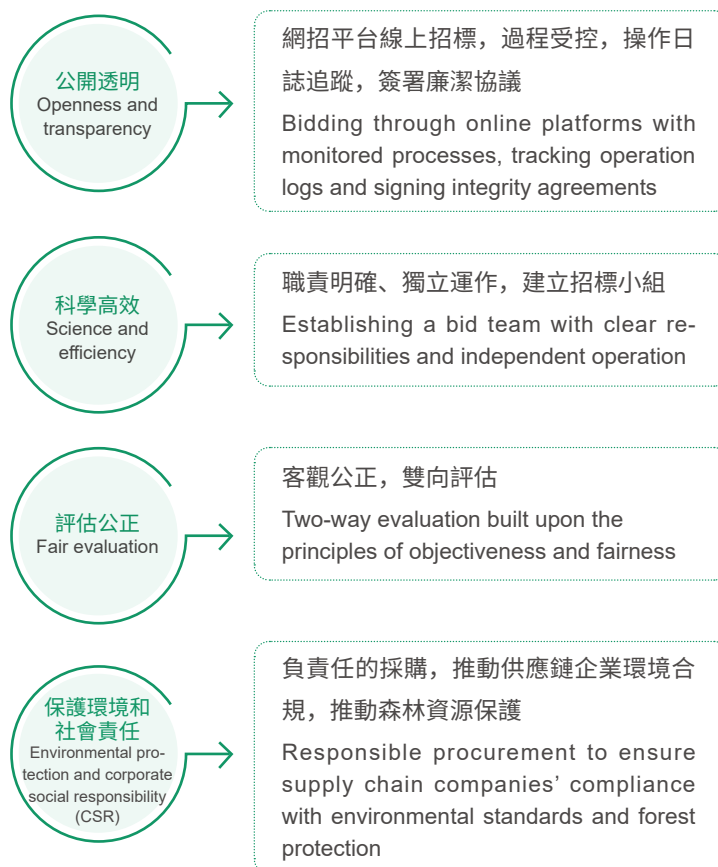 公開透明
Openness and
transparency
網招平台線上招標，過程受控，操作日
誌追蹤，簽署廉潔協議
Bidding through online platforms with
monitored processes, tracking operation
logs and signing integrity agreements
科學高效
Science and
efficiency
職責明確、獨立運作，建立招標小組
Establishing a bid team with clear re-
sponsibilities and independent operation
評估公正
Fair evaluation
客觀公正，雙向評估
Two-way evaluation built upon the
principles of objectiveness and fairness
保護環境和
社會責任
Environmental pro-
tection and corporate
social responsibility
(CSR)
負責任的採購，推動供應鏈企業環境合
規，推動森林資源保護
Responsible procurement to ensure
supply chain companies’ compliance
with environmental standards and forest
protection